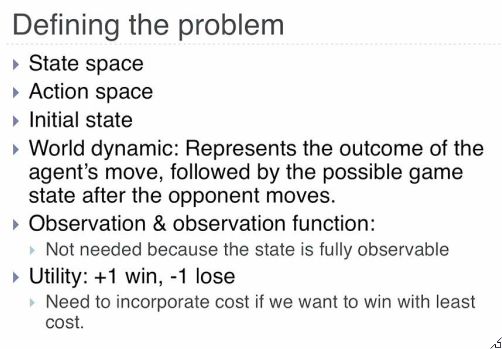 Defining the problem
State space
Action space
Initial state
World dynamic: Represents the outcome of the
agent's move, followed by the possible game
state after the opponent moves.
Observation & observation function:
Not needed because the state is fully observable
Utility: +1 win, -1 lose
Need to incorporate cost if we want to win with least
cost.